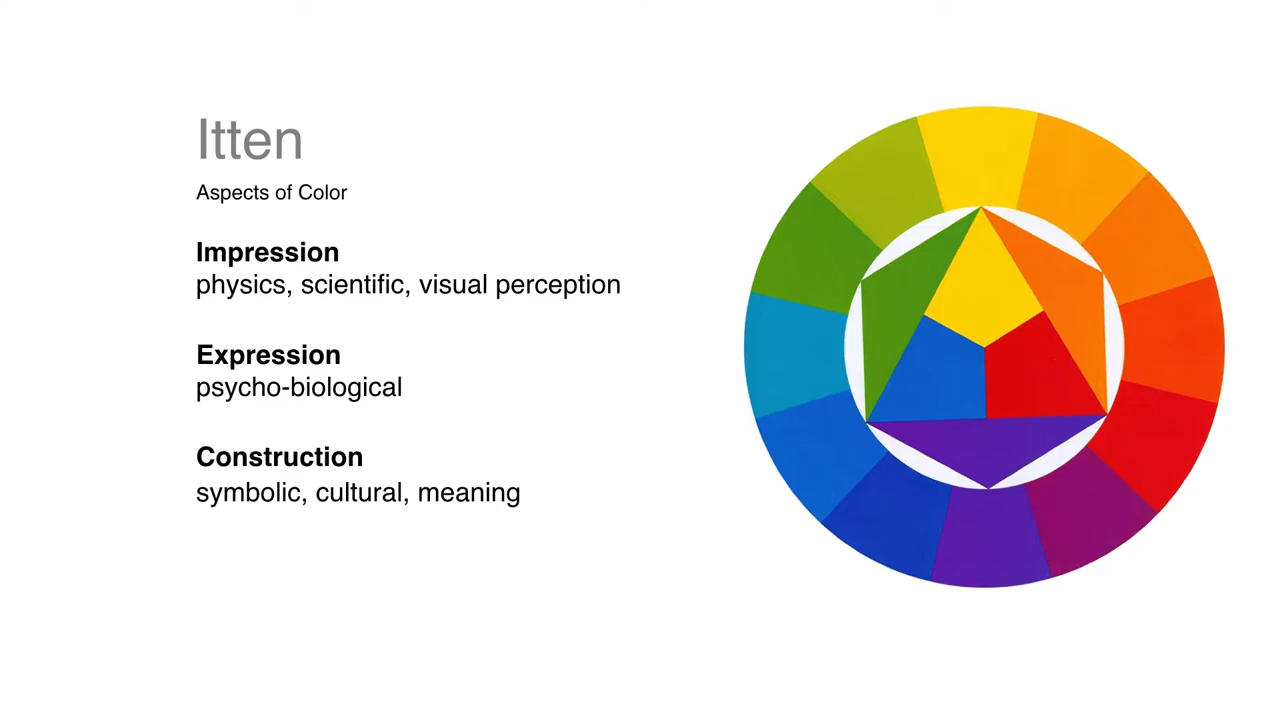 Itten
Aspects of Color
Impression
physics, scientific, visual perception
Expression
psycho-biological
Construction
symbolic, cultural, meaning